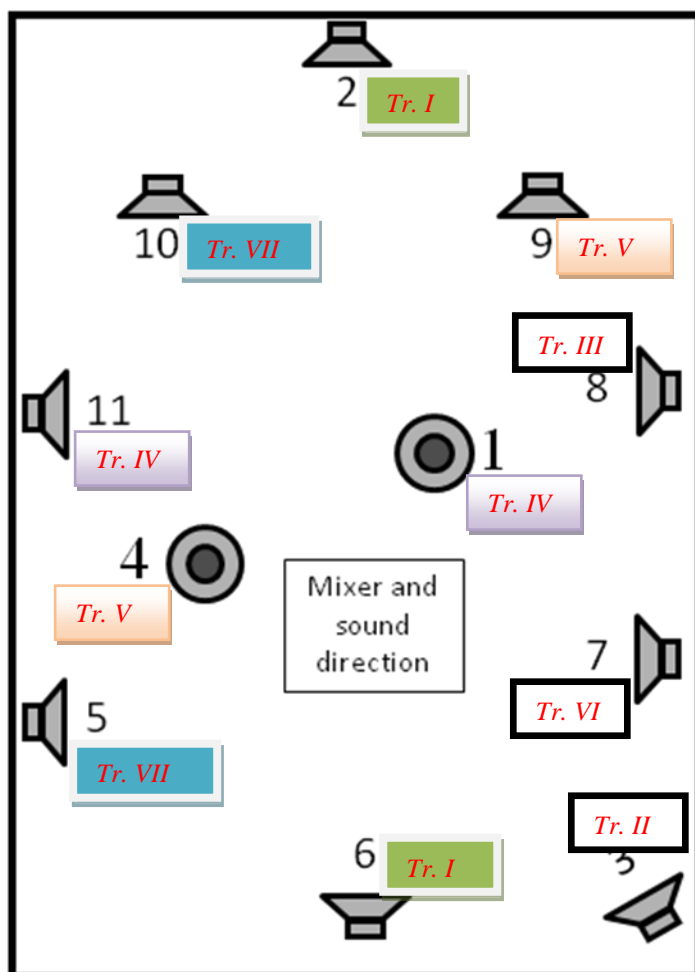 2
Tr. I
10
Tr. VII
9
Tr. V
Tr. III
8
11
Tr. IV
1
Tr. IV
4
Tr. V
Mixer and
sound
direction
7
Tr. VI
5
Tr. VII
Tr. II
3
6
Tr. I